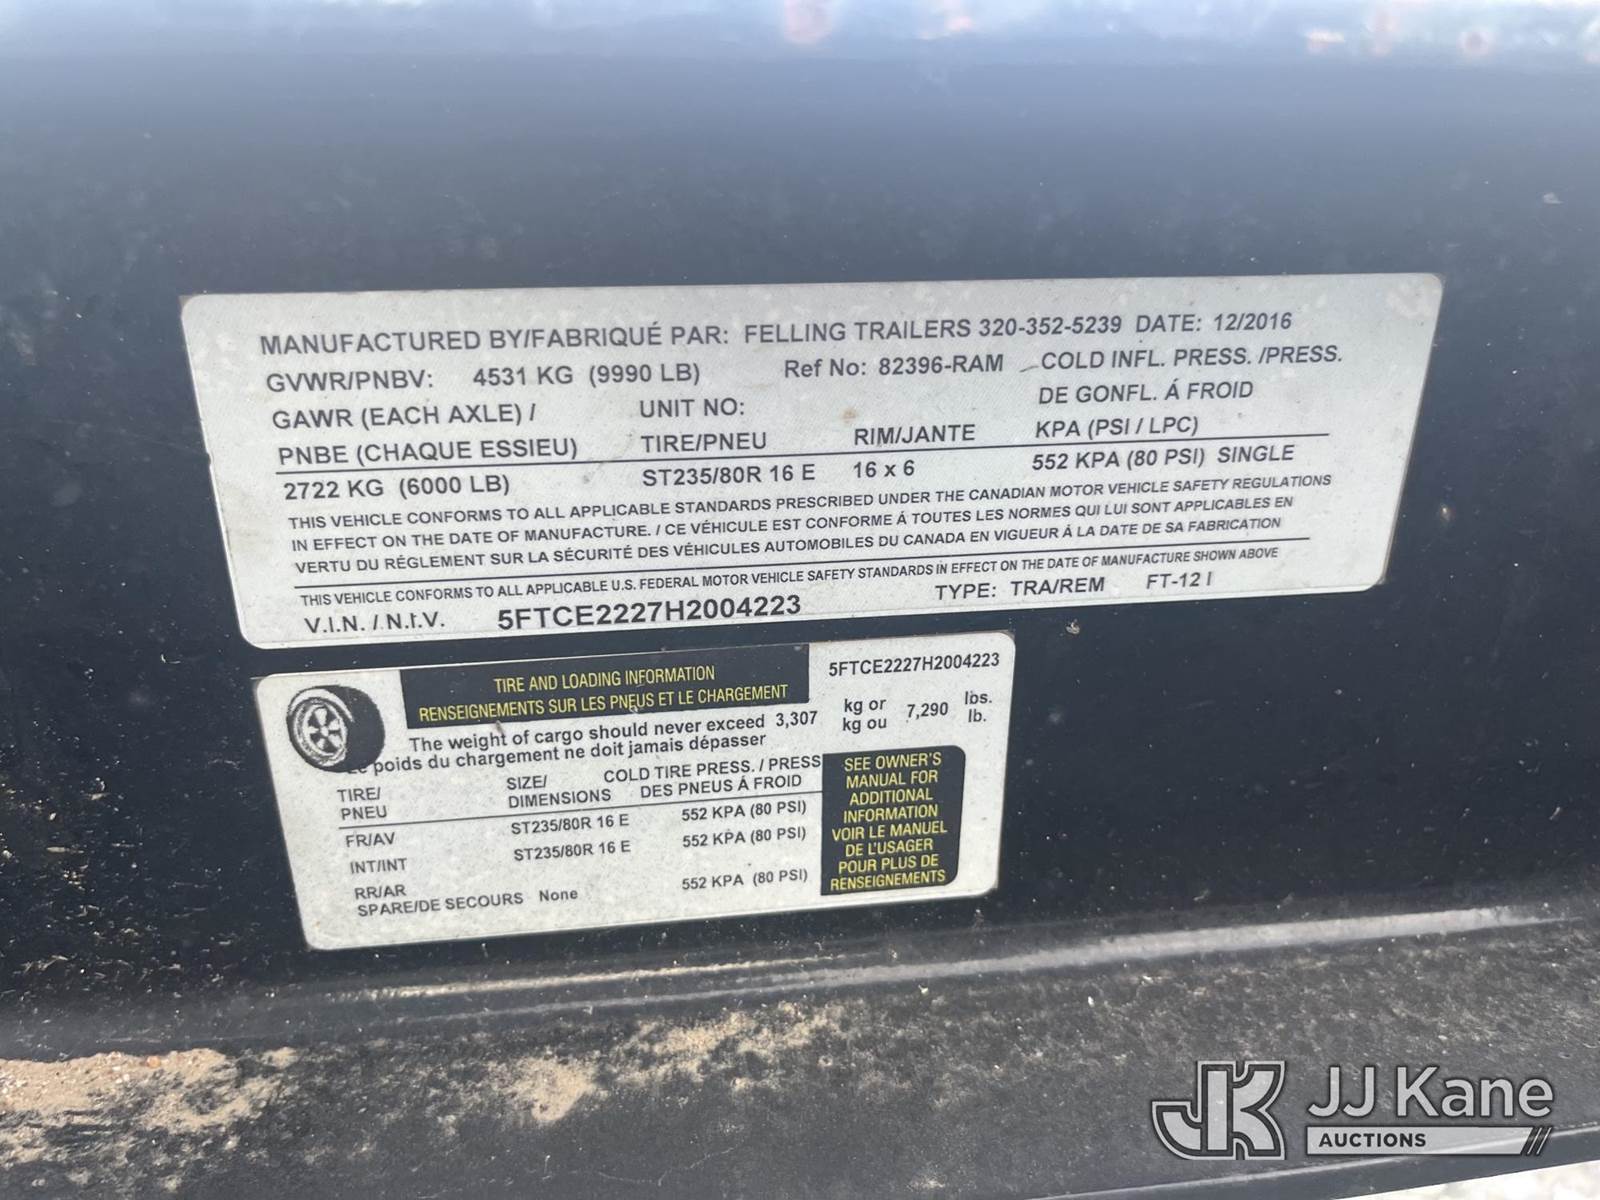 MANUFACTURED BY/FABRIQUÉ PAR: FELLING TRAILERS 320-352-5239 DATE: 12/2016
GVWR/PNBV: 4531 KG (9990 LB) Ref No: 82396-RAM COLD INFL. PRESS. /PRESS.
GAWR (EACH AXLE) / UNIT NO: DE GONFL. Á FROID
PNBE (CHAQUE ESSIEU) TIRE/PNEU RIM/JANTE KPA (PSI / LPC)
2722 KG (6000 LB) ST235/80R 16 E 16 x 6 552 KPA (80 PSI) SINGLE
THIS VEHICLE CONFORMS TO ALL APPLICABLE STANDARDS PRESCRIBED UNDER THE CANADIAN MOTOR VEHICLE SAFETY REGULATIONS
IN EFFECT ON THE DATE OF MANUFACTURE. / CE VÉHICULE EST CONFORME Á TOUTES LES NORMES QUI LUI SONT APPLICABLES EN
VERTU DU RÉGLEMENT SUR LA SÉCURITÉ DES VÉHICULES AUTOMOBILES DU CANADA EN VIGUEUR Á LA DATE DE SA FABRICATION
THIS VEHICLE CONFORMS TO ALL APPLICABLE U.S. FEDERAL MOTOR VEHICLE SAFETY STANDARDS IN EFFECT ON THE DATE OF MANUFACTURE SHOWN ABOVE
V.I.N. / N.I.V. 5FTCE2227H2004223 TYPE: TRA/REM FT-12 I
TIRE AND LOADING INFORMATION
RENSEIGNEMENTS SUR LES PNEUS ET LE CHARGEMENT
5FTCE2227H2004223
The weight of cargo should never exceed 3,307 kg or 7,290 lbs.
Le poids du chargement ne doit jamais dépasser kg ou lb.
TIRE/ SIZE/ COLD TIRE PRESS. / PRESS
PNEU DIMENSIONS DES PNEUS Á FROID
FR/AV ST235/80R 16 E 552 KPA (80 PSI)
INT/INT ST235/80R 16 E 552 KPA (80 PSI)
RR/AR
SPARE/DE SECOURS None 552 KPA (80 PSI)
SEE OWNER'S
MANUAL FOR
ADDITIONAL
INFORMATION
VOIR LE MANUEL
DE L'USAGER
POUR PLUS DE
RENSEIGNEMENTS
JK JJ Kane
AUCTIONS